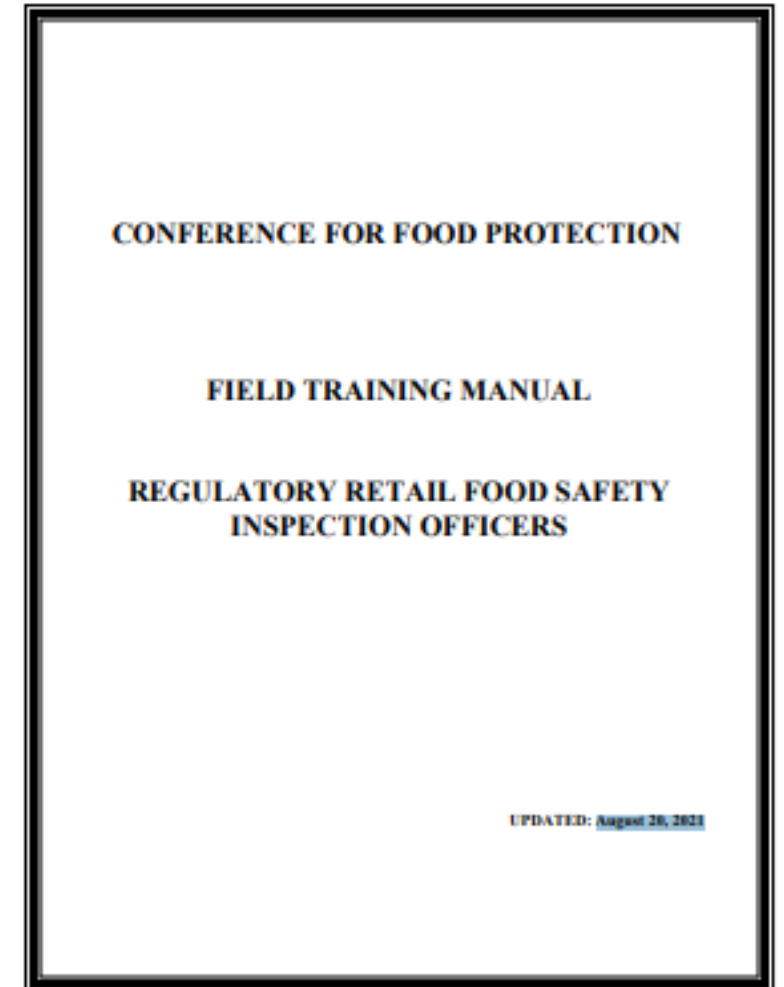 CONFERENCE FOR FOOD PROTECTION
FIELD TRAINING MANUAL
REGULATORY RETAIL FOOD SAFETY
INSPECTION OFFICERS
UPDATED: August 20, 2021